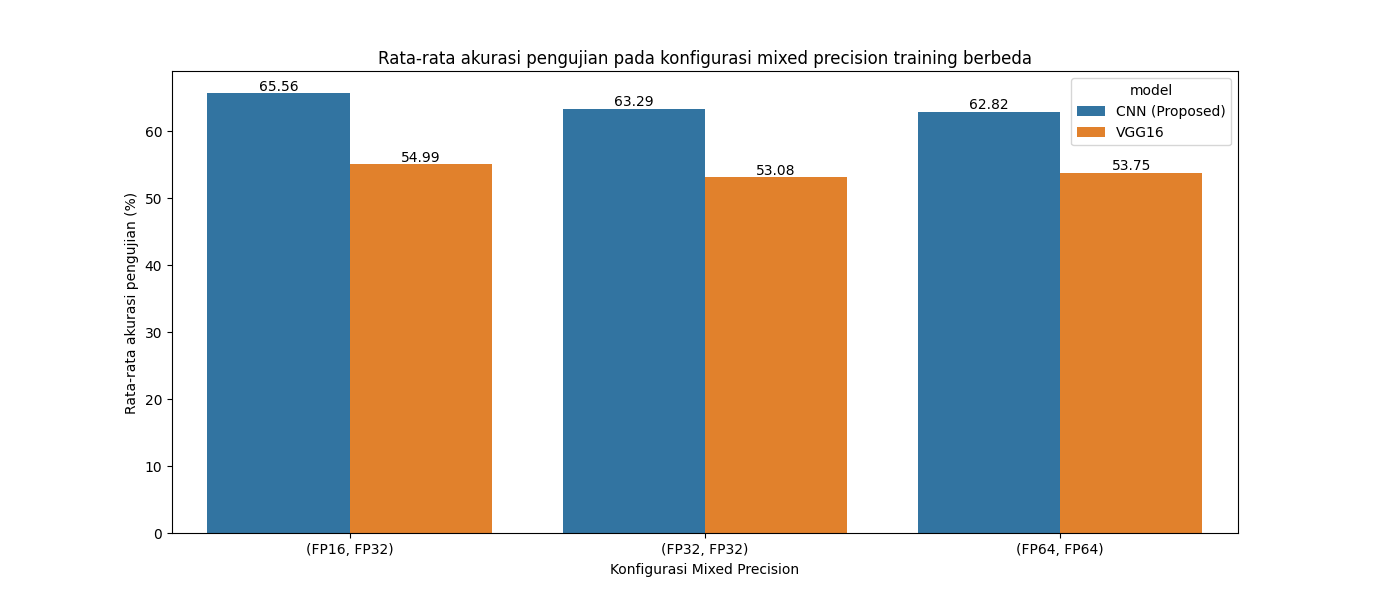 Rata-rata akurasi pengujian pada konfigurasi mixed precision training berbeda
65.56
63.29
62.82
54.99
53.08
53.75
model
CNN (Proposed)
VGG16
Rata-rata akurasi pengujian (%)
60
50
40
30
20
10
0
(FP16, FP32)
(FP32, FP32)
(FP64, FP64)
Konfigurasi Mixed Precision